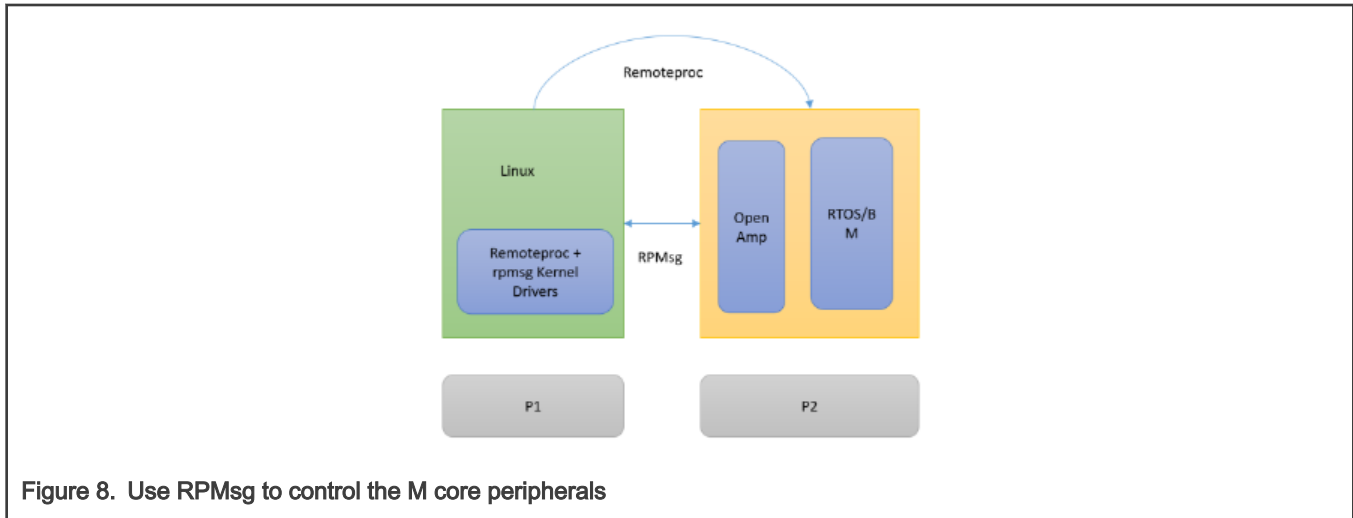 Remoteproc
Linux
Remoteproc +
rpmsg Kernel
Drivers
RPMsg
Open
Amp
RTOS/B
M
P1
P2
Figure 8. Use RPMsg to control the M core peripherals